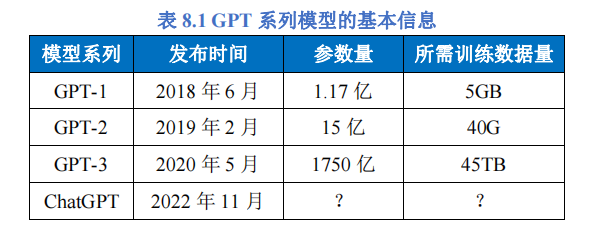 表 8.1 GPT 系列模型的基本信息
模型系列 发布时间 参数量 所需训练数据量
GPT-1 2018 年 6 月 1.17 亿 5GB
GPT-2 2019 年 2 月 15 亿 40G
GPT-3 2020 年 5 月 1750 亿 45TB
ChatGPT 2022 年 11 月 ？ ？